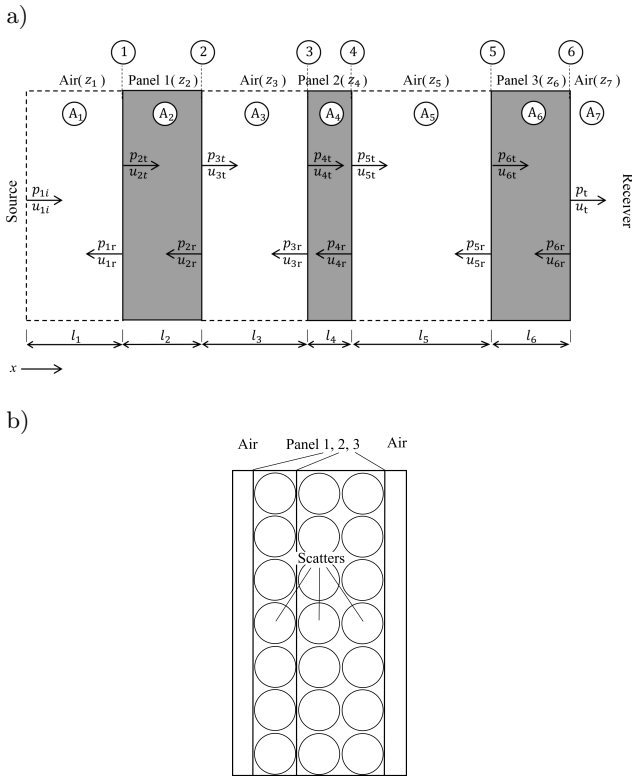 a)
1 2 3 4 5 6
Air(z₁) Panel 1(z₂) Air(z₃) Panel 2(z₄) Air(z₅) Panel 3(z₆) Air(z₇)
A₁ A₂ A₃ A₄ A₅ A₆ A₇
p₂t p₃t p₄t p₅t p₆t
u₂t u₃t u₄t u₅t u₆t
Source p₁i pt Receiver
u₁i ut
p₁r p₂r p₃r p₄r p₅r p₆r
u₁r u₂r u₃r u₄r u₅r u₆r
l₁ l₂ l₃ l₄ l₅ l₆
x
b)
Air Panel 1, 2, 3 Air
Scatters